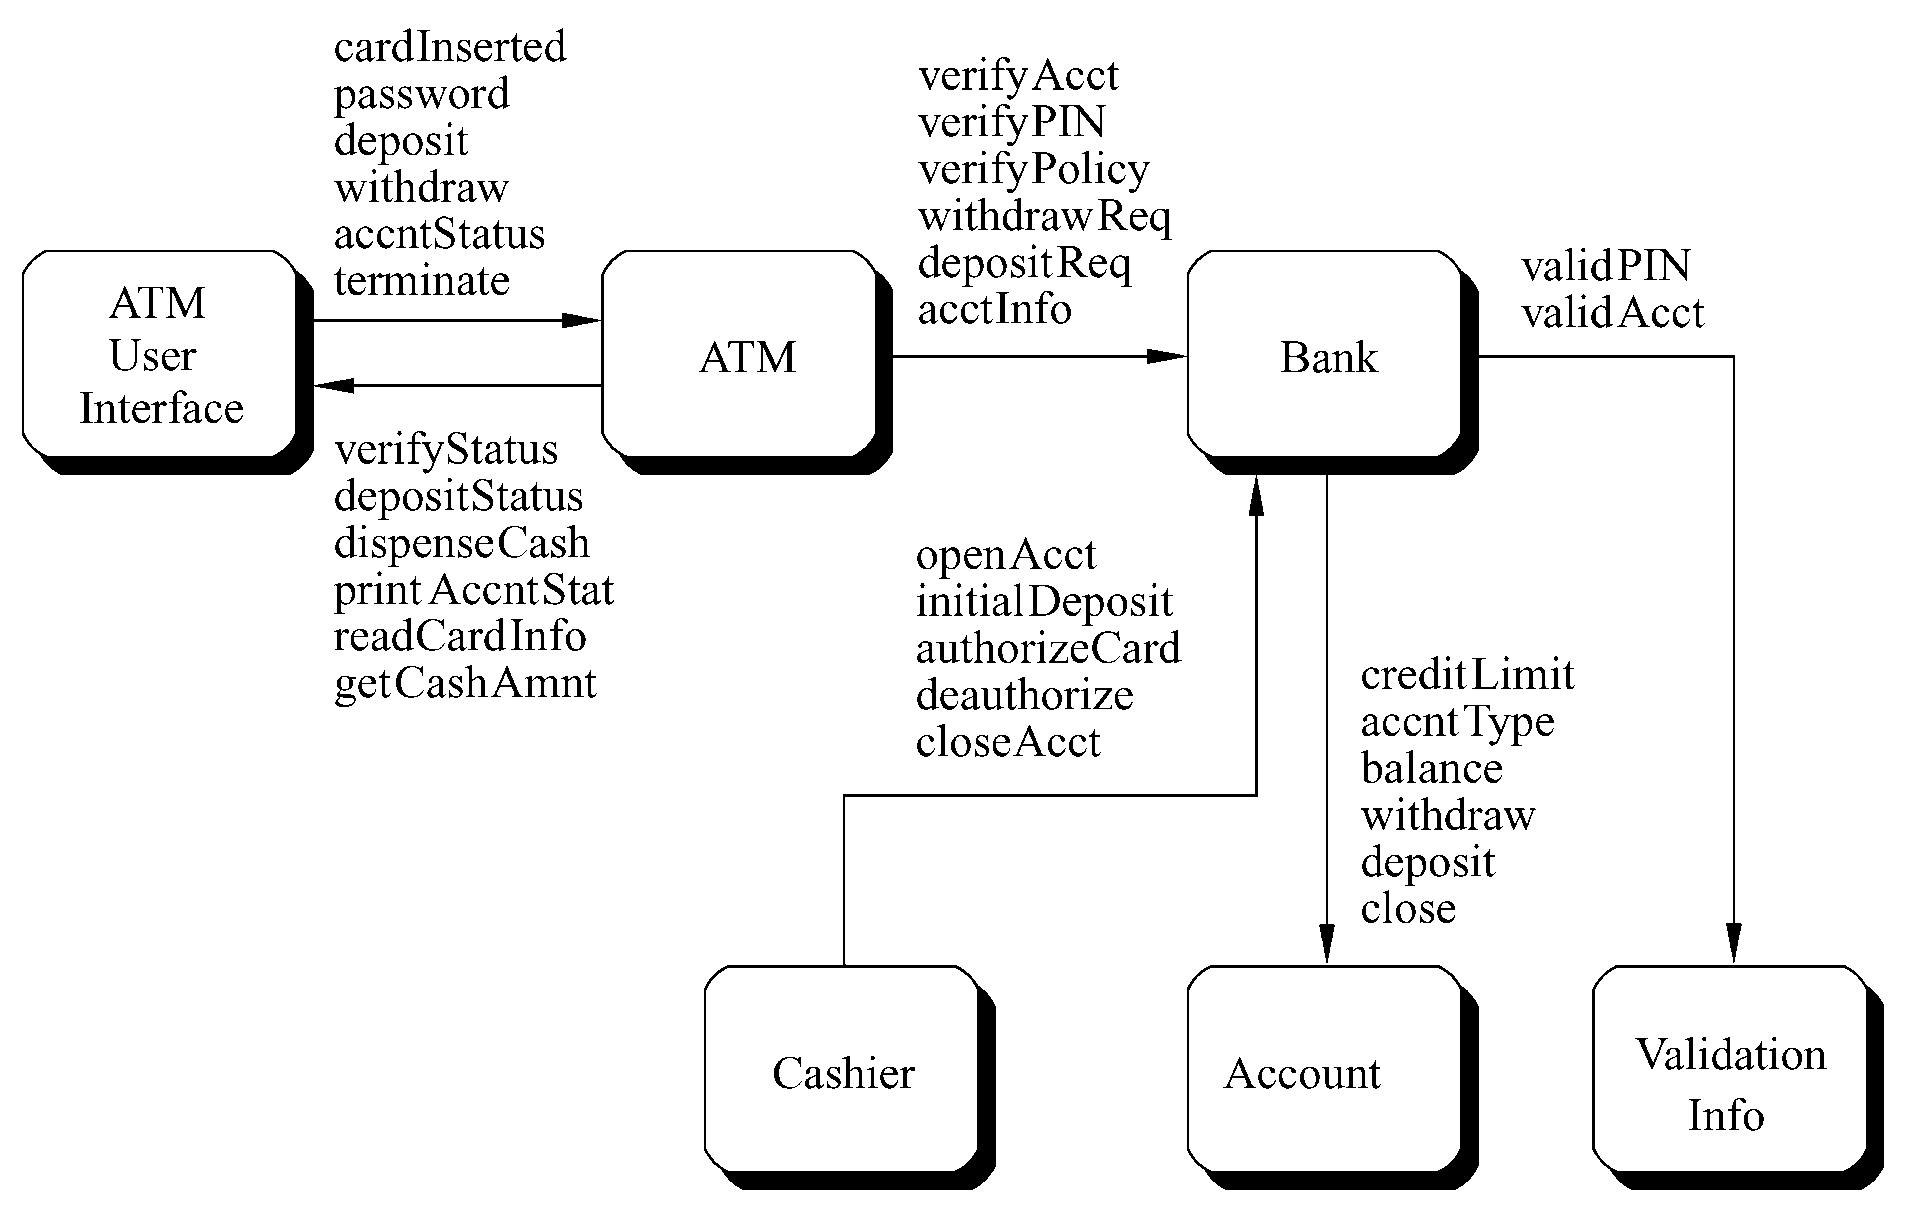 cardInserted
password
deposit
withdraw
accntStatus
terminate
verifyAcct
verifyPIN
verifyPolicy
withdrawReq
depositReq
acctInfo
validPIN
validAcct
ATM
User
Interface
ATM
Bank
verifyStatus
depositStatus
dispenseCash
print AccntStat
readCardInfo
getCashAmnt
openAcct
initialDeposit
authorizeCard
deauthorize
closeAcct
creditLimit
accntType
balance
withdraw
deposit
close
Cashier
Account
Validation
Info